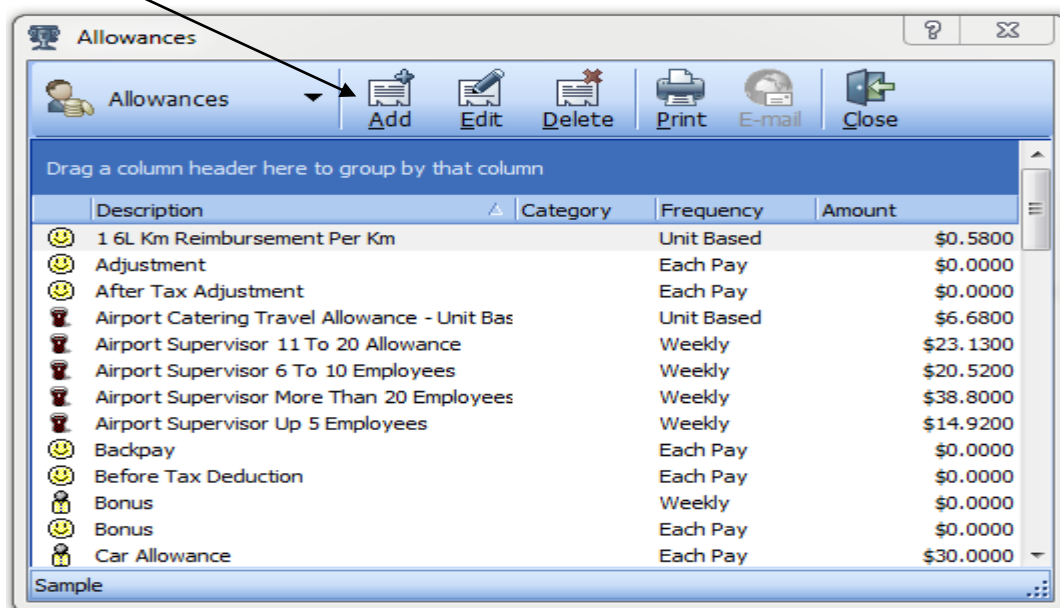 Allowances
Allowances Add Edit Delete Print E-mail Close
Drag a column header here to group by that column
Description Category Frequency Amount
1 6L Km Reimbursement Per Km Unit Based $0.5800
Adjustment Each Pay $0.0000
After Tax Adjustment Each Pay $0.0000
Airport Catering Travel Allowance - Unit Bas Unit Based $6.6800
Airport Supervisor 11 To 20 Allowance Weekly $23.1300
Airport Supervisor 6 To 10 Employees Weekly $20.5200
Airport Supervisor More Than 20 Employees Weekly $38.8000
Airport Supervisor Up 5 Employees Weekly $14.9200
Backpay Each Pay $0.0000
Before Tax Deduction Each Pay $0.0000
Bonus Weekly $0.0000
Bonus Each Pay $0.0000
Car Allowance Each Pay $30.0000
Sample